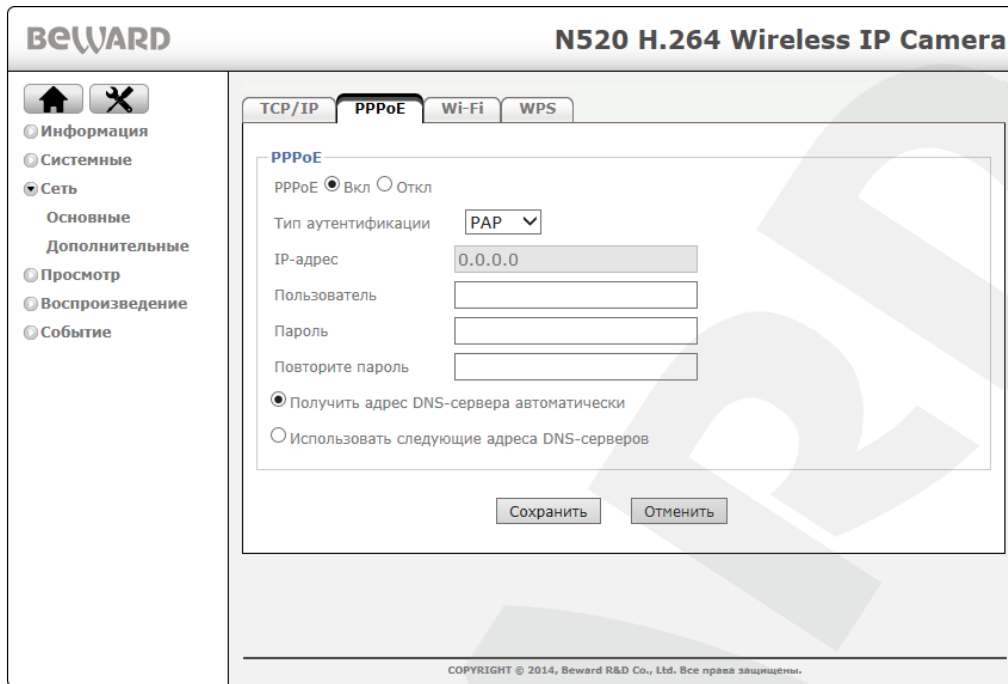 BEWARD
N520 H.264 Wireless IP Camera
Информация
Системные
Сеть
Основные
Дополнительные
Просмотр
Воспроизведение
Событие
TCP/IP
PPPoE
Wi-Fi
WPS
PPPoE
PPPoE Вкл Откл
Тип аутентификации PAP
IP-адрес 0.0.0.0
Пользователь
Пароль
Повторите пароль
Получить адрес DNS-сервера автоматически
Использовать следующие адреса DNS-серверов
Сохранить Отменить
COPYRIGHT © 2014, Beward R&D Co., Ltd. Все права защищены.